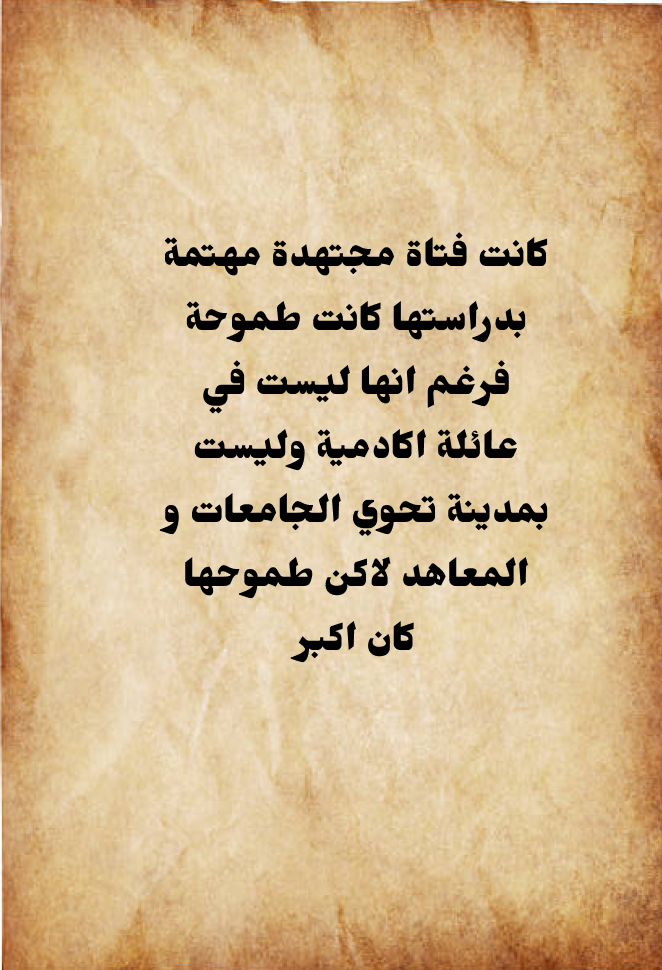 كانت فتاة مجتهدة مهتمة
بدراستها كانت طموحة
فرغم انها ليست في
عائلة اكادمية وليست
بمدينة تحوي الجامعات و
المعاهد لاكن طموحها
كان اكبر